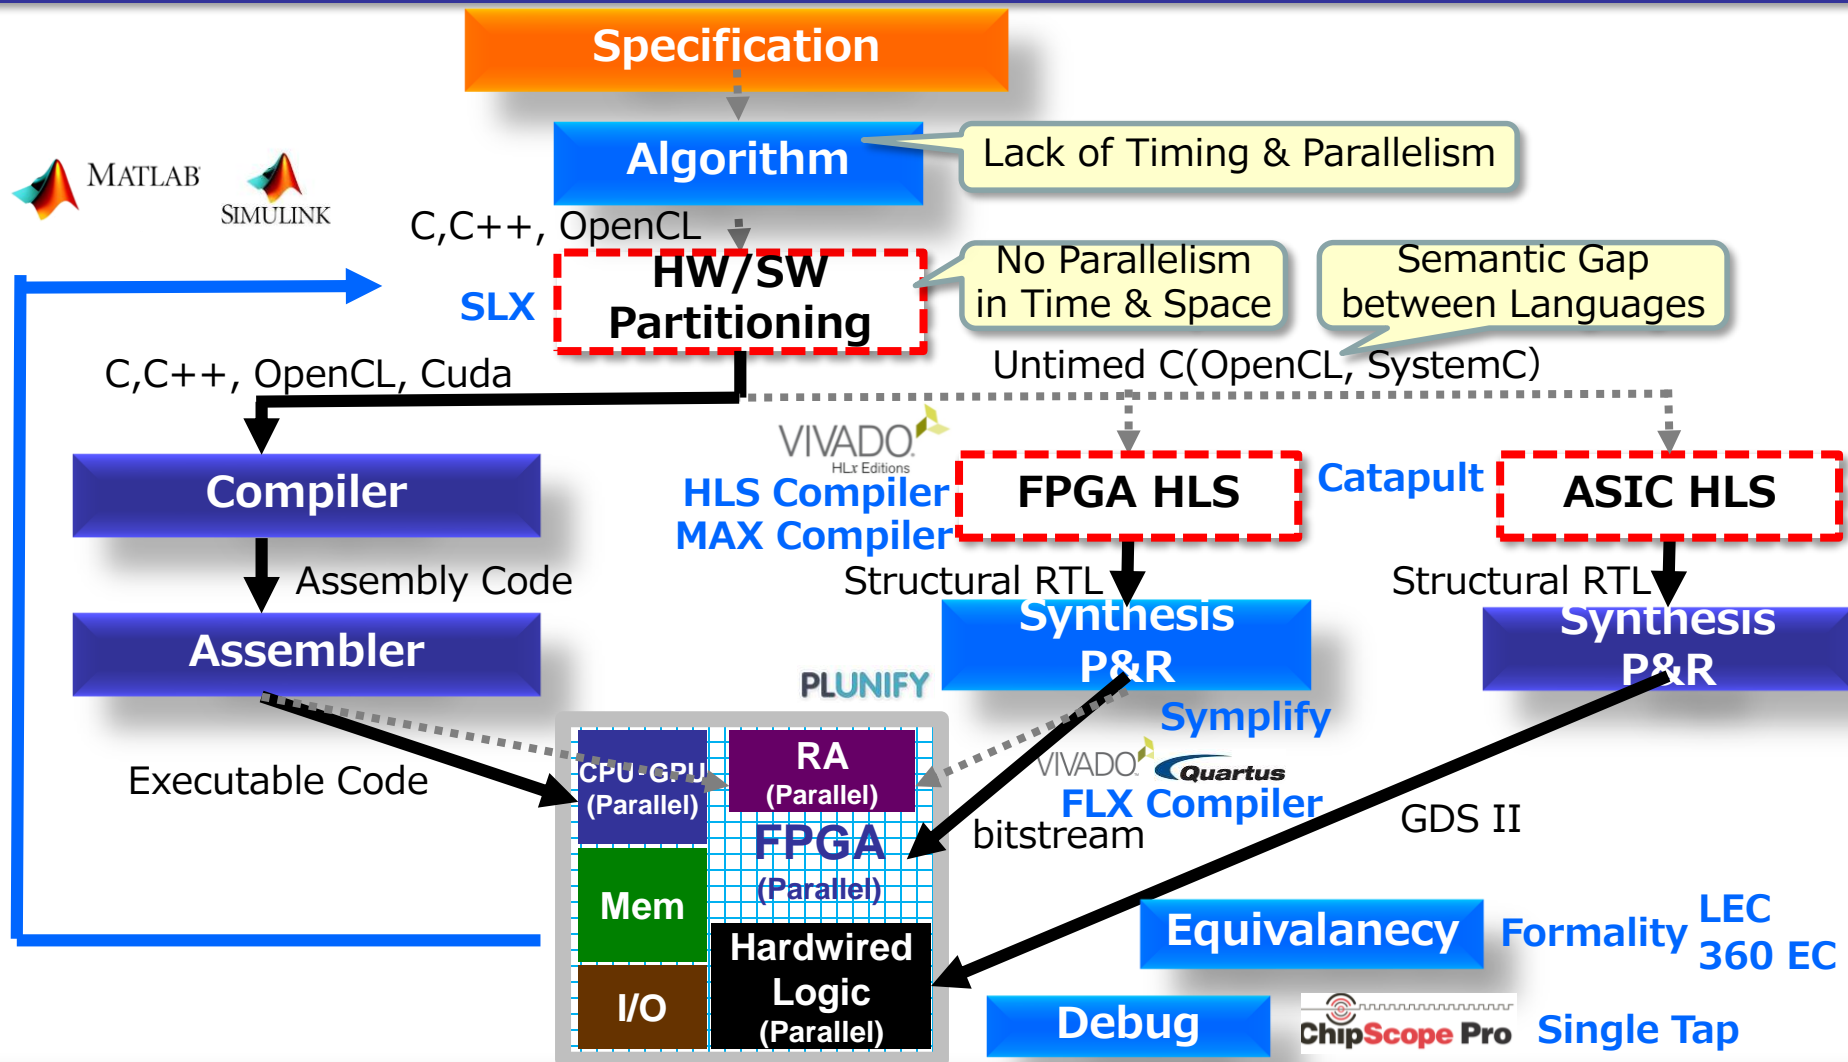 Specification
Algorithm
Lack of Timing & Parallelism
MATLAB
SIMULINK
C,C++, OpenCL
HW/SW
Partitioning
SLX
No Parallelism
in Time & Space
Semantic Gap
between Languages
C,C++, OpenCL, Cuda
Untimed C(OpenCL, SystemC)
VIVADO.
HLx Editions
HLS Compiler
MAX Compiler
Compiler
FPGA HLS
Catapult
ASIC HLS
Assembly Code
Structural RTL
Structural RTL
Assembler
Synthesis
P&R
Synthesis
P&R
PLUNIFY
Symplify
Executable Code
CPU·GPU
(Parallel)
RA
(Parallel)
VIVADO.
Quartus
FLX Compiler
FPGA
(Parallel)
bitstream
GDS II
Mem
Hardwired
Logic
(Parallel)
I/O
Equivalanecy
Formality
LEC
360 EC
Debug
ChipScope Pro
Single Tap